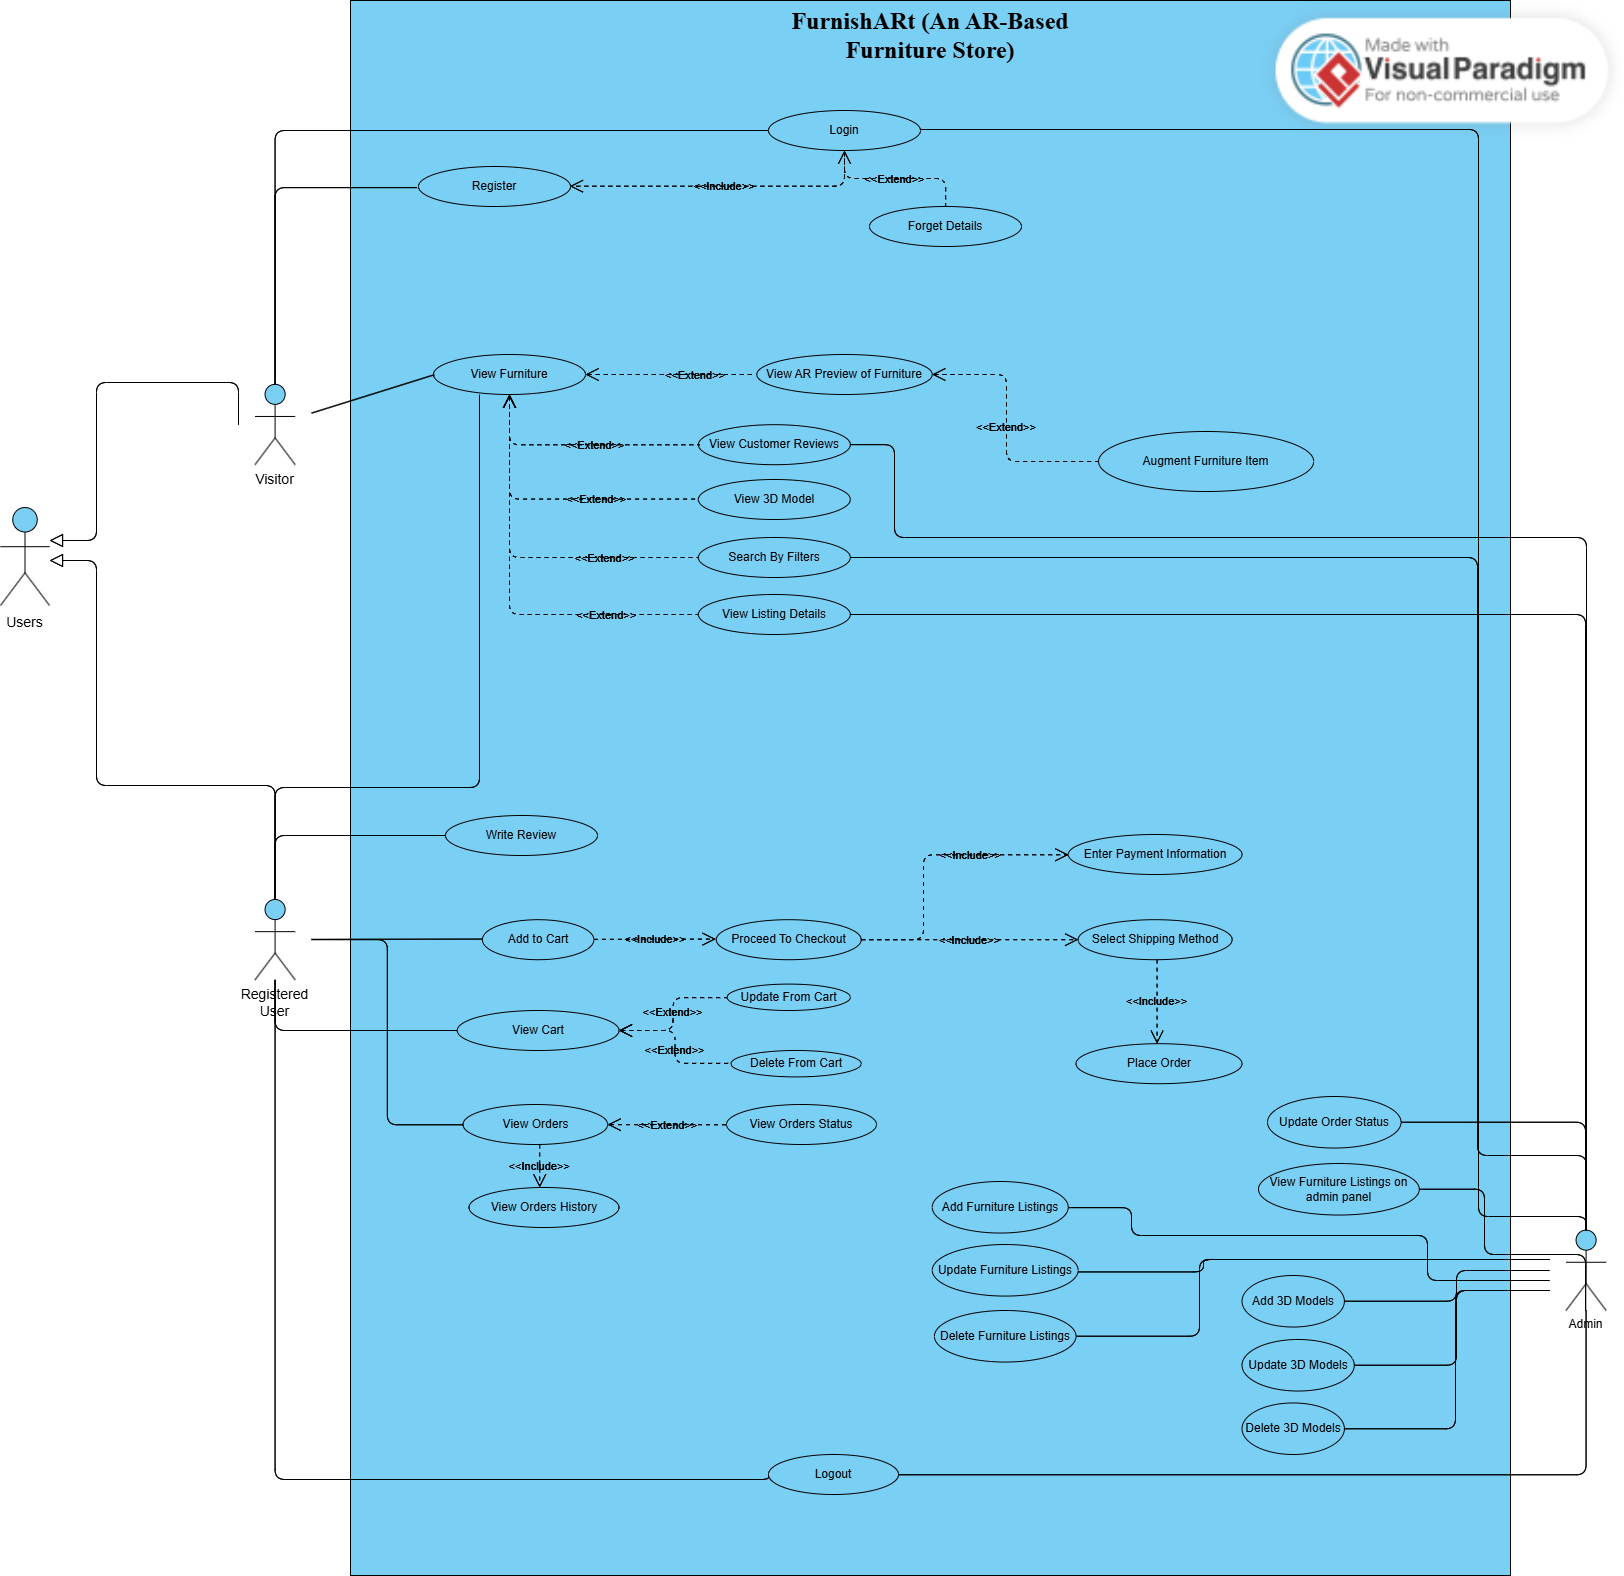 FurnishARt (An AR-Based
Furniture Store)
Made with
Visual Paradigm
For non-commercial use
Login
Register
<<Include>>
<<Extend>>
Forget Details
View Furniture
<<Extend>>
View AR Preview of Furniture
<<Extend>>
View Customer Reviews
<<Extend>>
Augment Furniture Item
Visitor
<<Extend>>
View 3D Model
<<Extend>>
Search By Filters
<<Extend>>
View Listing Details
Users
Write Review
<<Include>>
Enter Payment Information
Add to Cart
<<Include>>
Proceed To Checkout
<<Include>>
Select Shipping Method
Registered
User
Update From Cart
<<Extend>>
<<Include>>
View Cart
<<Extend>>
Delete From Cart
Place Order
View Orders
<<Extend>>
View Orders Status
Update Order Status
<<Include>>
View Furniture Listings on
admin panel
View Orders History
Add Furniture Listings
Update Furniture Listings
Add 3D Models
Admin
Delete Furniture Listings
Update 3D Models
Delete 3D Models
Logout